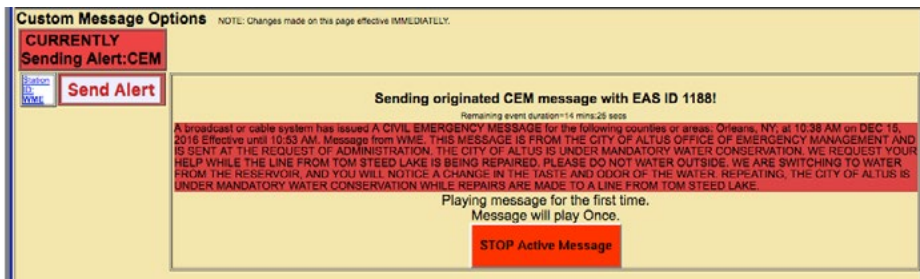 Custom Message Options NOTE: Changes made on this page effective IMMEDIATELY.
CURRENTLY
Sending Alert:CEM
Station
ID:
WME
Send Alert
Sending originated CEM message with EAS ID 1188!
Remaining event duration=14 mins:25 secs
A broadcast or cable system has issued A CIVIL EMERGENCY MESSAGE for the following counties or areas: Orleans, NY; at 10:38 AM on DEC 15,
2016 Effective until 10:53 AM. Message from WME. THIS MESSAGE IS FROM THE CITY OF ALTUS OFFICE OF EMERGENCY MANAGEMENT AND
IS SENT AT THE REQUEST OF ADMINISTRATION. THE CITY OF ALTUS IS UNDER MANDATORY WATER CONSERVATION. WE REQUEST YOUR
HELP WHILE THE LINE FROM TOM STEED LAKE IS BEING REPAIRED. PLEASE DO NOT WATER OUTSIDE. WE ARE SWITCHING TO WATER
FROM THE RESERVOIR, AND YOU WILL NOTICE A CHANGE IN THE TASTE AND ODOR OF THE WATER. REPEATING, THE CITY OF ALTUS IS
UNDER MANDATORY WATER CONSERVATION WHILE REPAIRS ARE MADE TO A LINE FROM TOM STEED LAKE.
Playing message for the first time.
Message will play Once.
STOP Active Message